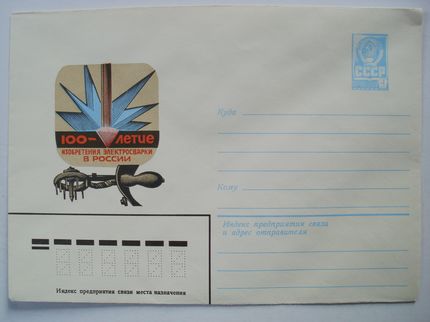 СССР
100-летие
ИЗОБРЕТЕНИЯ ЭЛЕКТРОСВАРКИ
В РОССИИ
Куда
Кому
Индекс предприятия связи
и адрес отправителя
Индекс предприятия связи места назначения